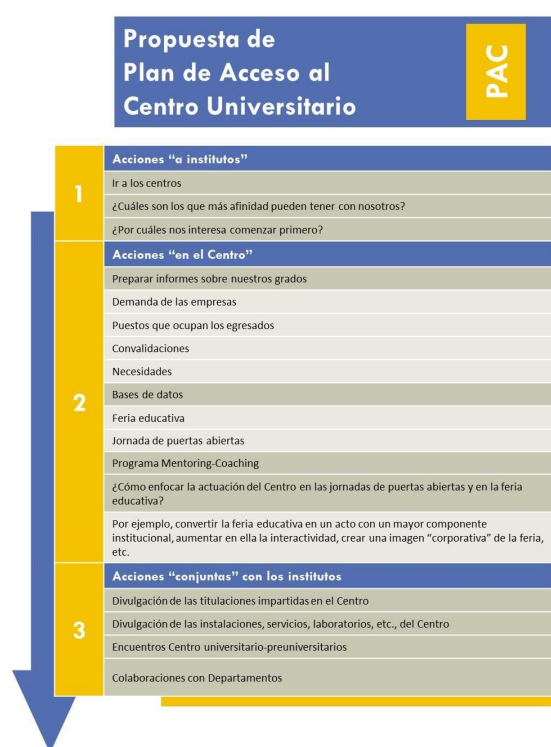 Propuesta de
Plan de Acceso al
Centro Universitario
PAC
1
Acciones “a institutos”
Ir a los centros
¿Cuáles son los que más afinidad pueden tener con nosotros?
¿Por cuáles nos interesa comenzar primero?
2
Acciones “en el Centro”
Preparar informes sobre nuestros grados
Demanda de las empresas
Puestos que ocupan los egresados
Convalidaciones
Necesidades
Bases de datos
Feria educativa
Jornada de puertas abiertas
Programa Mentoring-Coaching
¿Cómo enfocar la actuación del Centro en las jornadas de puertas abiertas y en la feria
educativa?
Por ejemplo, convertir la feria educativa en un acto con un mayor componente
institucional, aumentar en ella la interactividad, crear una imagen “corporativa” de la feria,
etc.
3
Acciones “conjuntas” con los institutos
Divulgación de las titulaciones impartidas en el Centro
Divulgación de las instalaciones, servicios, laboratorios, etc., del Centro
Encuentros Centro universitario-preuniversitarios
Colaboraciones con Departamentos